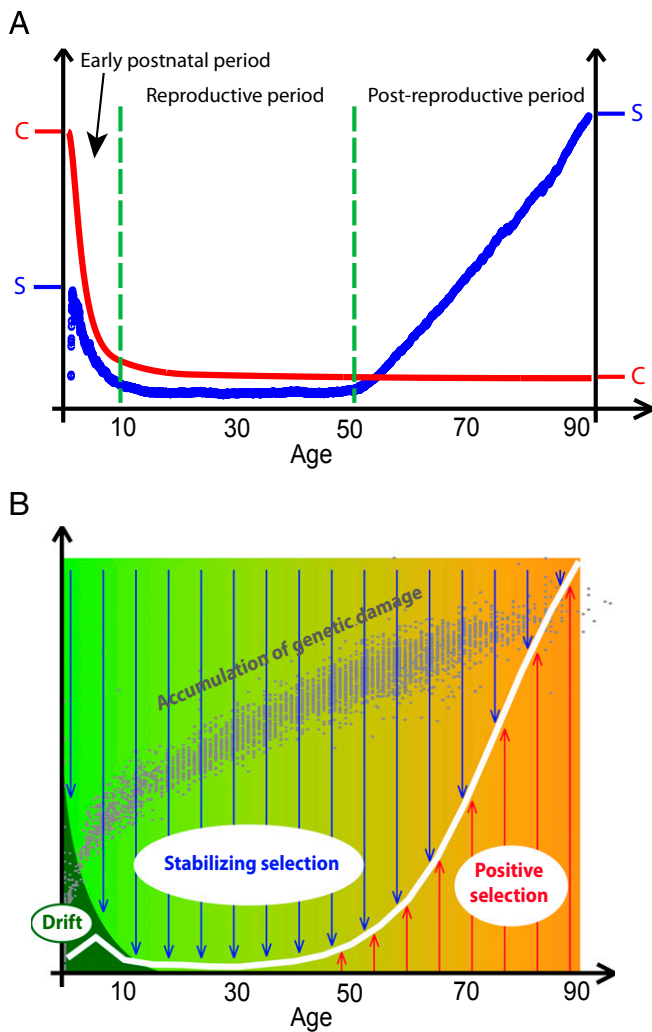 A
Early postnatal period
Reproductive period
Post-reproductive period
C
S
S
C
10
30
50
70
90
Age
B
Accumulation of genetic damage
Stabilizing selection
Positive
selection
Drift
10
30
50
70
90
Age